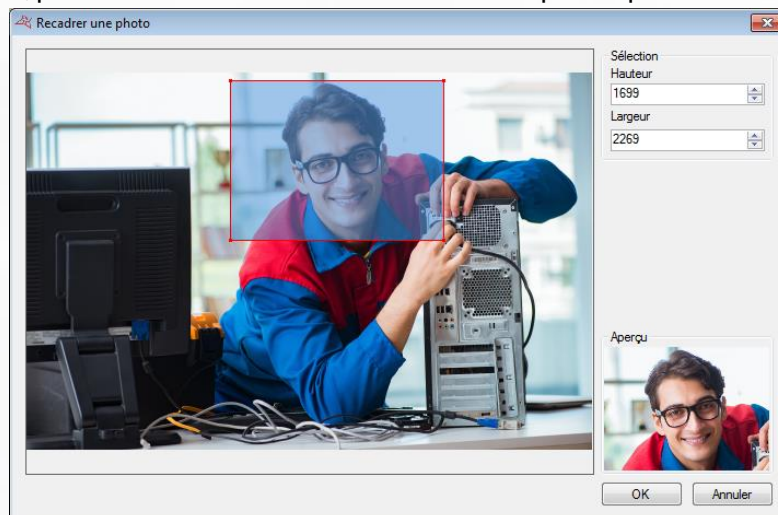 Recadrer une photo
Sélection
Hauteur
1699
Largeur
2269
Aperçu
OK
Annuler